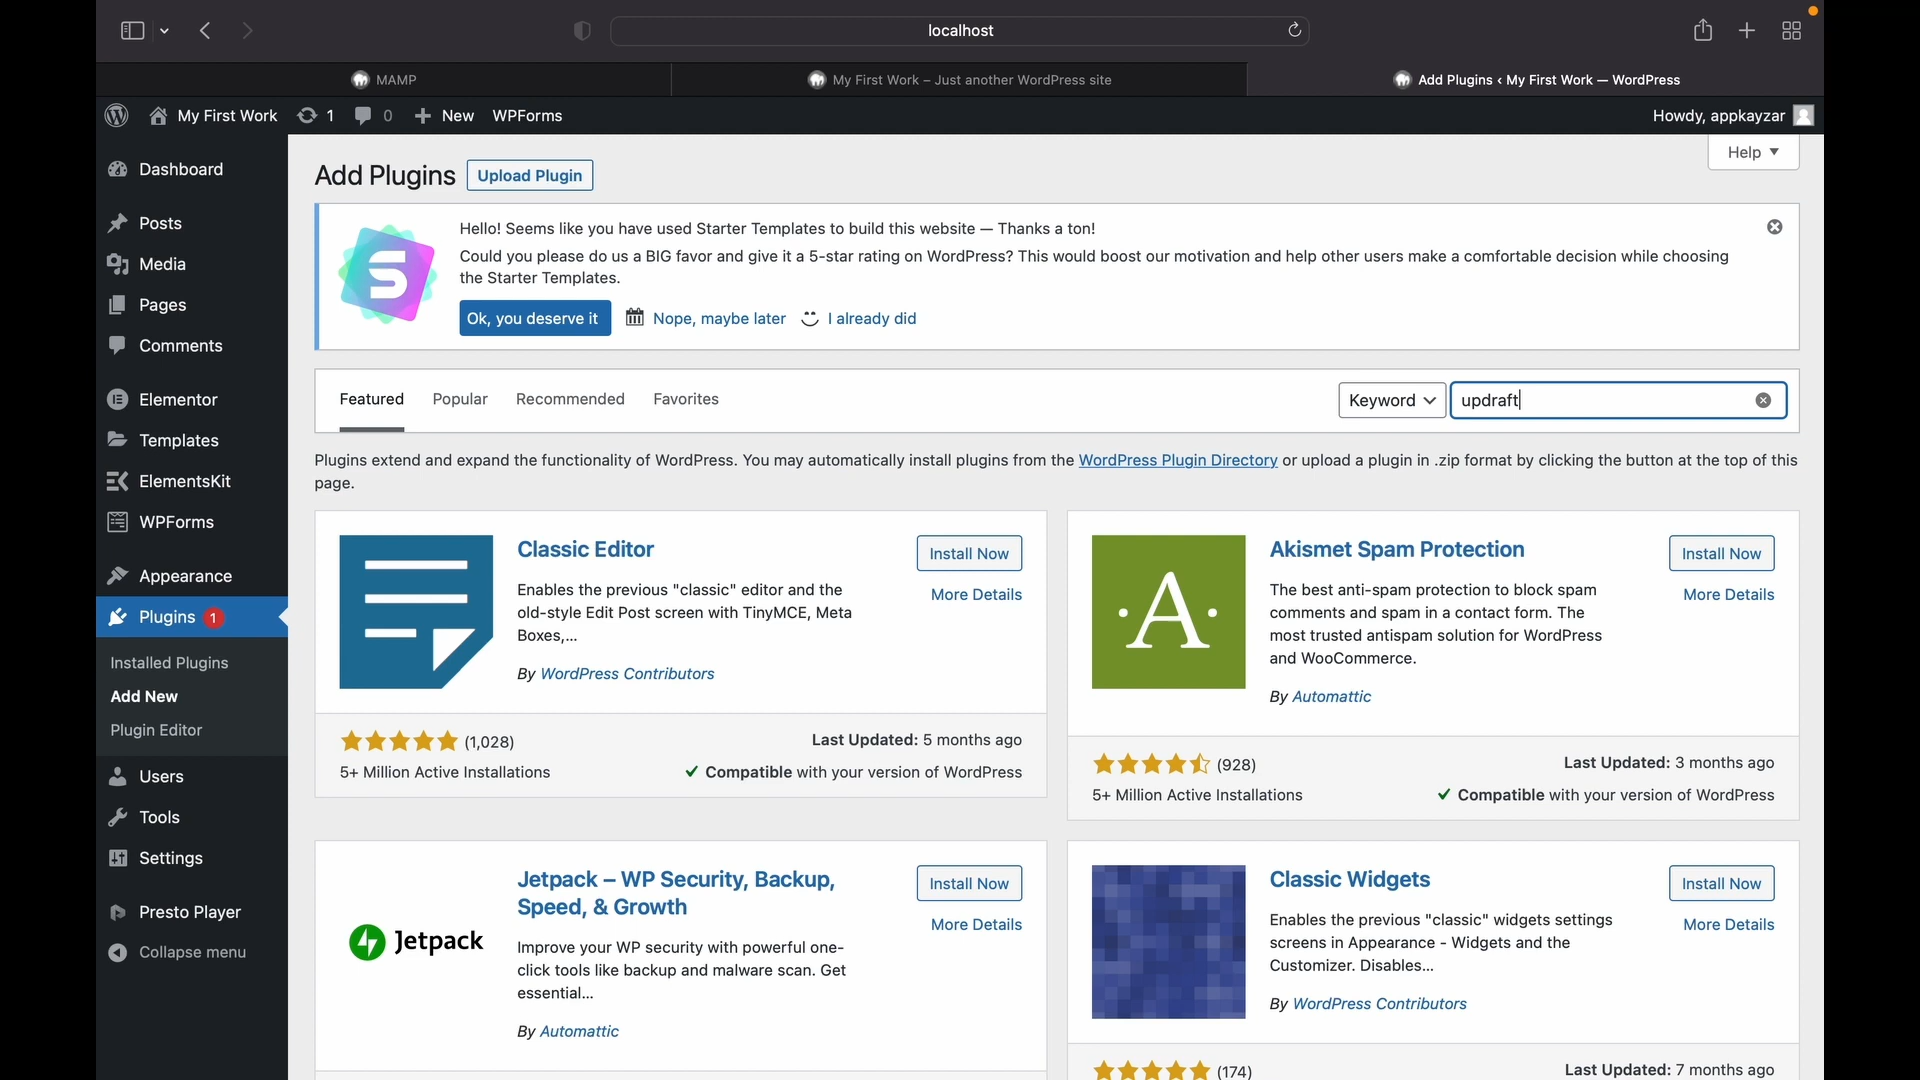 localhost
MAMP
My First Work – Just another WordPress site
Add Plugins ‹ My First Work — WordPress
My First Work
1
0
New
WPForms
Howdy, appkayzar
Dashboard
Posts
Media
Pages
Comments
Elementor
Templates
ElementsKit
WPForms
Appearance
Plugins 1
Installed Plugins
Add New
Plugin Editor
Users
Tools
Settings
Presto Player
Collapse menu
Help
Add Plugins
Upload Plugin
Hello! Seems like you have used Starter Templates to build this website — Thanks a ton!
Could you please do us a BIG favor and give it a 5-star rating on WordPress? This would boost our motivation and help other users make a comfortable decision while choosing
the Starter Templates.
Ok, you deserve it
Nope, maybe later
I already did
Featured
Popular
Recommended
Favorites
Keyword
updraft
Plugins extend and expand the functionality of WordPress. You may automatically install plugins from the WordPress Plugin Directory or upload a plugin in .zip format by clicking the button at the top of this
page.
Classic Editor
Install Now
More Details
Enables the previous "classic" editor and the
old-style Edit Post screen with TinyMCE, Meta
Boxes,...
By WordPress Contributors
(1,028)
5+ Million Active Installations
Last Updated: 5 months ago
Compatible with your version of WordPress
·A·
Akismet Spam Protection
Install Now
More Details
The best anti-spam protection to block spam
comments and spam in a contact form. The
most trusted antispam solution for WordPress
and WooCommerce.
By Automattic
(928)
5+ Million Active Installations
Last Updated: 3 months ago
Compatible with your version of WordPress
Jetpack
Jetpack – WP Security, Backup,
Speed, & Growth
Install Now
More Details
Improve your WP security with powerful one-
click tools like backup and malware scan. Get
essential...
By Automattic
Classic Widgets
Install Now
More Details
Enables the previous "classic" widgets settings
screens in Appearance - Widgets and the
Customizer. Disables...
By WordPress Contributors
(174)
Last Updated: 7 months ago